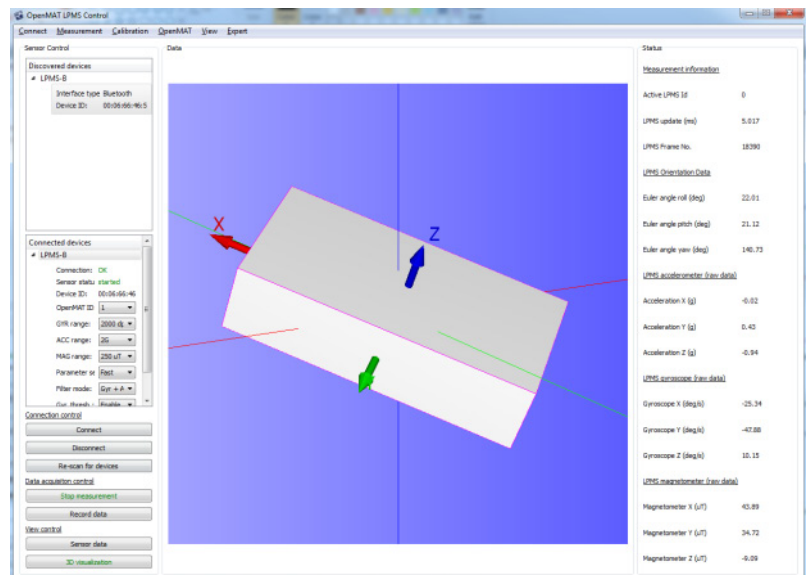 OpenMAT LPMS Control
Connect Measurement Calibration OpenMAT View Expert
Sensor Control
Discovered devices
LPMS-B
Interface type Bluetooth
Device ID: 00:06:66:46:5
Connected devices
LPMS-B
Connection: OK
Sensor statu started
Device ID: 00:06:66:46
OpenMAT ID 1
GYR range: 2000 d
ACC range: 2G
MAG range: 250 uT
Parameter se Fast
Filter mode: Gyr + A
Gyr. thresh. : Enable
Connection control
Connect
Disconnect
Re-scan for devices
Data acquisition control
Stop measurement
Record data
View control
Sensor data
3D visualization
Data
X
Z
Status
Measurement information
Active LPMS Id 0
LPMS update (ms) 5.017
LPMS Frame No. 18390
LPMS Orientation Data
Euler angle roll (deg) 22.01
Euler angle pitch (deg) 21.12
Euler angle yaw (deg) 140.73
LPMS accelerometer (raw data)
Acceleration X (g) -0.02
Acceleration Y (g) 0.43
Acceleration Z (g) -0.94
LPMS gyroscope (raw data)
Gyroscope X (deg/s) -25.34
Gyroscope Y (deg/s) -47.88
Gyroscope Z (deg/s) 10.15
LPMS magnetometer (raw data)
Magnetometer X (uT) 43.89
Magnetometer Y (uT) 34.72
Magnetometer Z (uT) -9.09